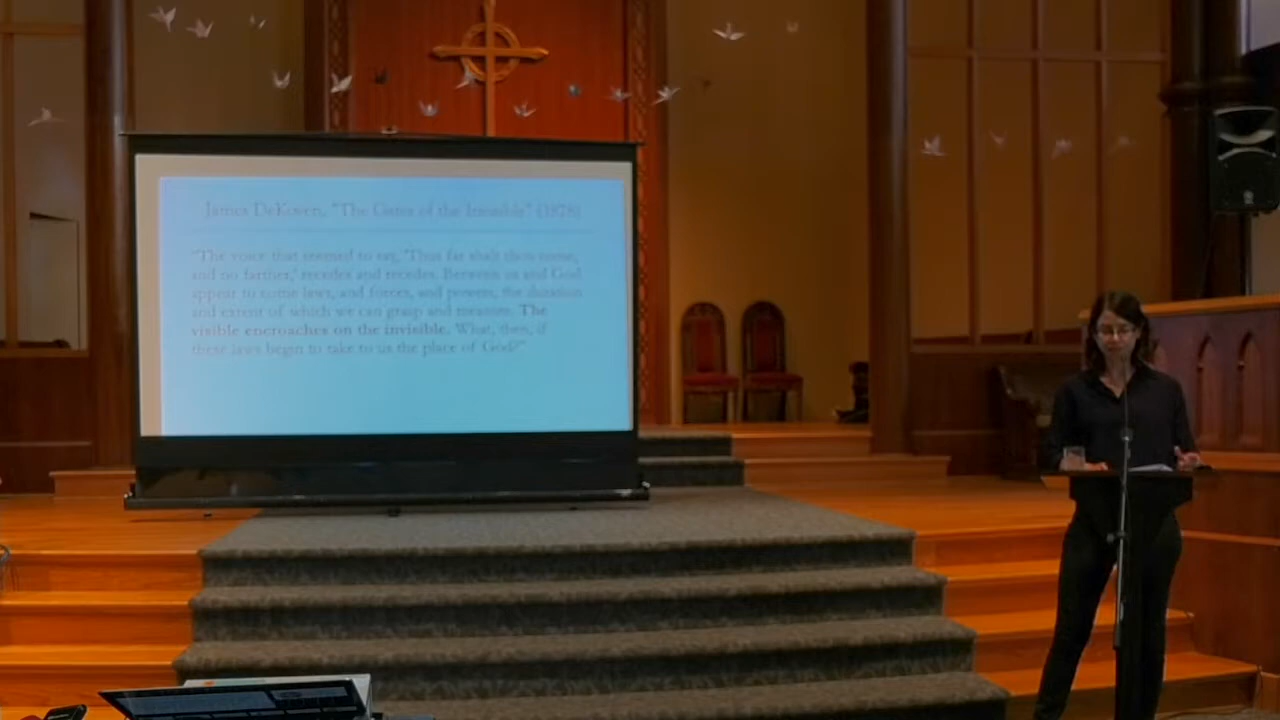 James DeKoven, "The Gates of the Invisible" (1878)
"The voice that seemed to say, 'Thus far shalt thou come,
and no farther,' recedes and recedes. Between us and God
appear to come laws, and forces, and powers, the duration
and extent of which we can grasp and measure. The
visible encroaches on the invisible. What, then, if
these laws begin to take to us the place of God?"